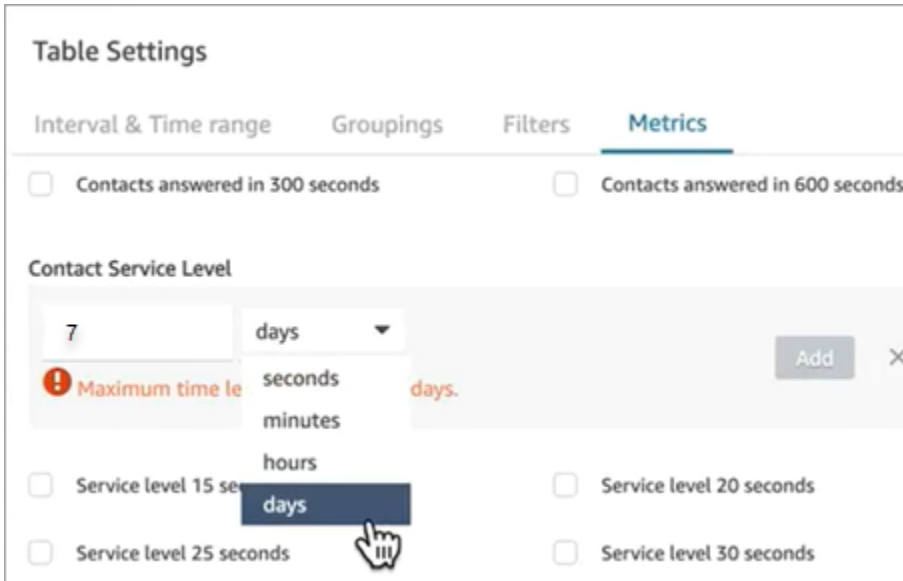 Table Settings
Interval & Time range Groupings Filters Metrics
Contacts answered in 300 seconds Contacts answered in 600 seconds
Contact Service Level
7 days Add
Maximum time days.
seconds
minutes
hours
days
Service level 15 Service level 20 seconds
Service level 25 seconds Service level 30 seconds